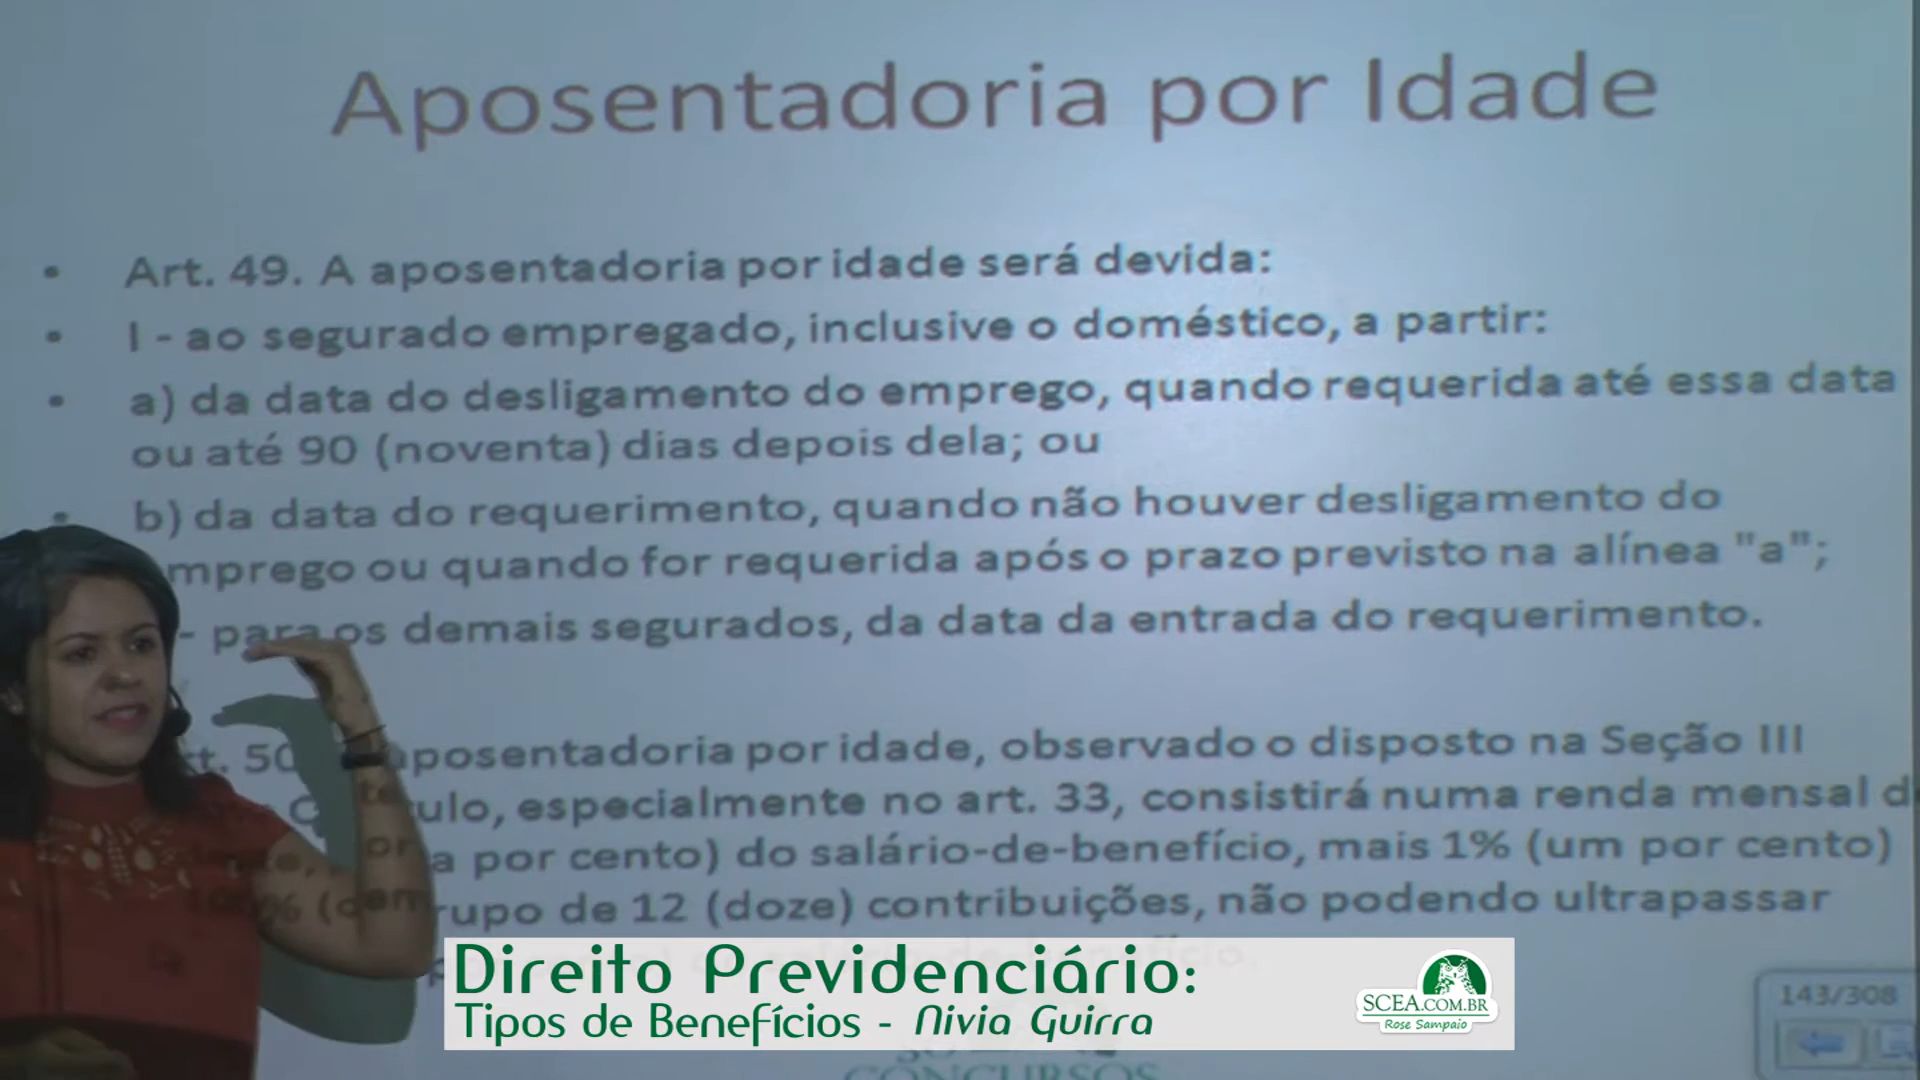 Aposentadoria por Idade
• Art. 49. A aposentadoria por idade será devida:
• I - ao segurado empregado, inclusive o doméstico, a partir:
• a) da data do desligamento do emprego, quando requerida até essa data
ou até 90 (noventa) dias depois dela; ou
• b) da data do requerimento, quando não houver desligamento do
mprego ou quando for requerida após o prazo previsto na alínea "a";
- para os demais segurados, da data da entrada do requerimento.
t. 50 aposentadoria por idade, observado o disposto na Seção III
ulo, especialmente no art. 33, consistirá numa renda mensal d
a por cento) do salário-de-benefício, mais 1% (um por cento)
rupo de 12 (doze) contribuições, não podendo ultrapassar
Direito Previdenciário:
Tipos de Benefícios - Nivia Guirra
SCEA.COM.BR
Rose Sampaio
143/308
CONCURSOS